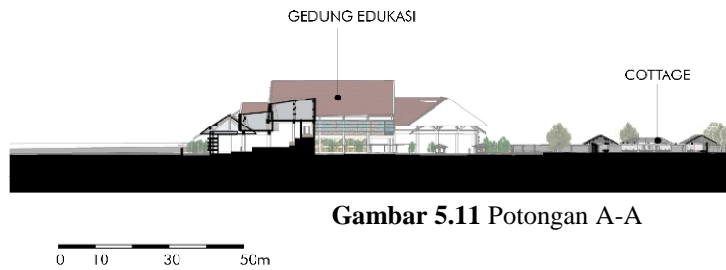 GEDUNG EDUKASI
COTTAGE
Gambar 5.11 Potongan A-A
0 10 30 50m